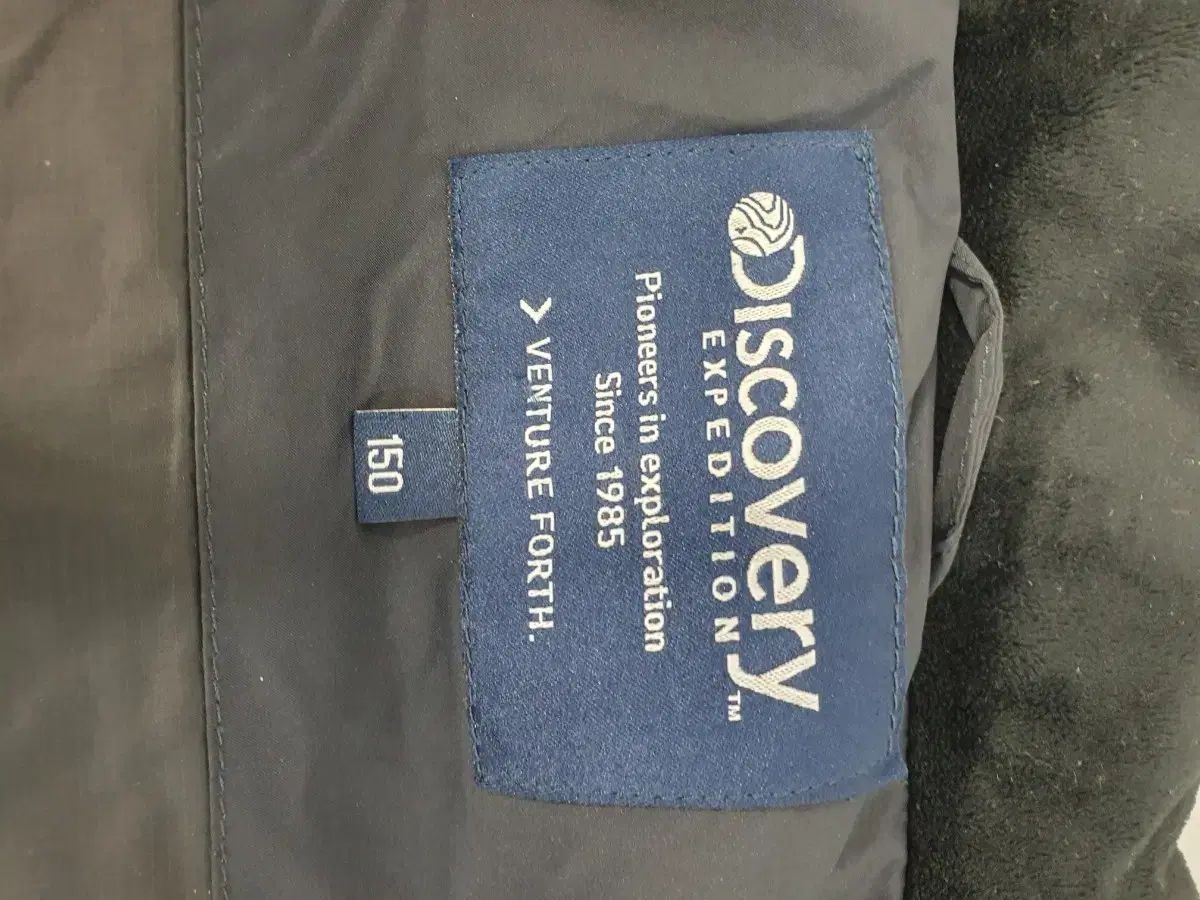 DISCOVERY
EXPEDITION™
Pioneers in exploration
Since 1985
> VENTURE FORTH.
150